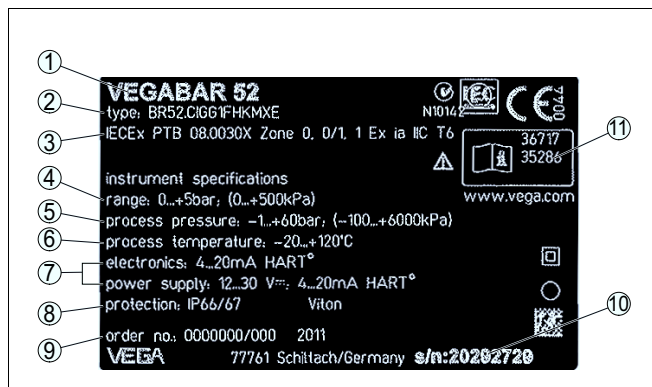 1 VEGABAR 52
2 type: BR52.CIGG1FHKMXE
N10142
IEC
CE 0044
3 IECEx PTB 08.0030X Zone 0, 0/1, 1 Ex ia IIC T6
36717
35286
11
www.vega.com
instrument specifications
4 range: 0...+5bar; (0...+500kPa)
5 process pressure: -1...+60bar; (-100...+6000kPa)
6 process temperature: -20...+120°C
7 electronics: 4...20mA HART®
power supply: 12...30 V⎓; 4...20mA HART®
8 protection: IP66/67 Viton
9 order no.: 0000000/000 2011
10
VEGA 77761 Schiltach/Germany s/n:20202720